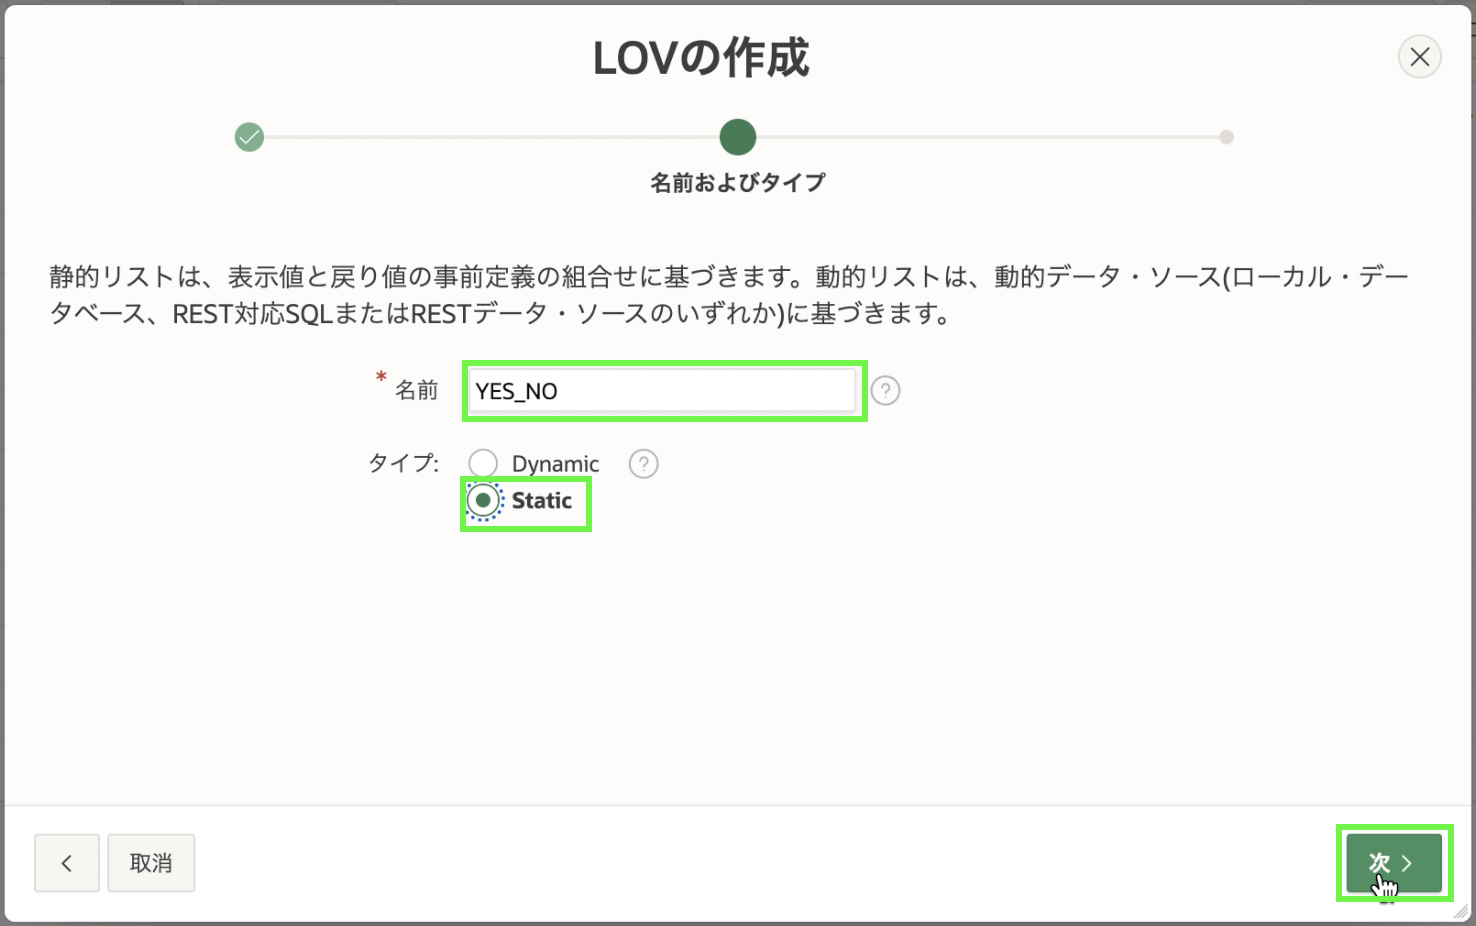 LOVの作成
名前およびタイプ
静的リストは、表示値と戻り値の事前定義の組合せに基づきます。動的リストは、動的データ・ソース(ローカル・デー
タベース、REST対応SQLまたはRESTデータ・ソースのいずれか)に基づきます。
* 名前 YES_NO ?
タイプ: Dynamic ?
Static
取消 次